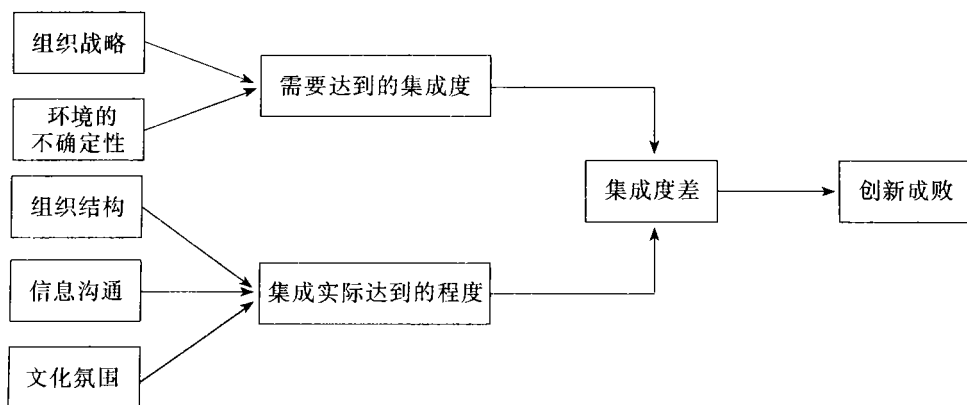 组织战略
需要达到的集成度
环境的
不确定性
集成度差
创新成败
组织结构
信息沟通
集成实际达到的程度
文化氛围